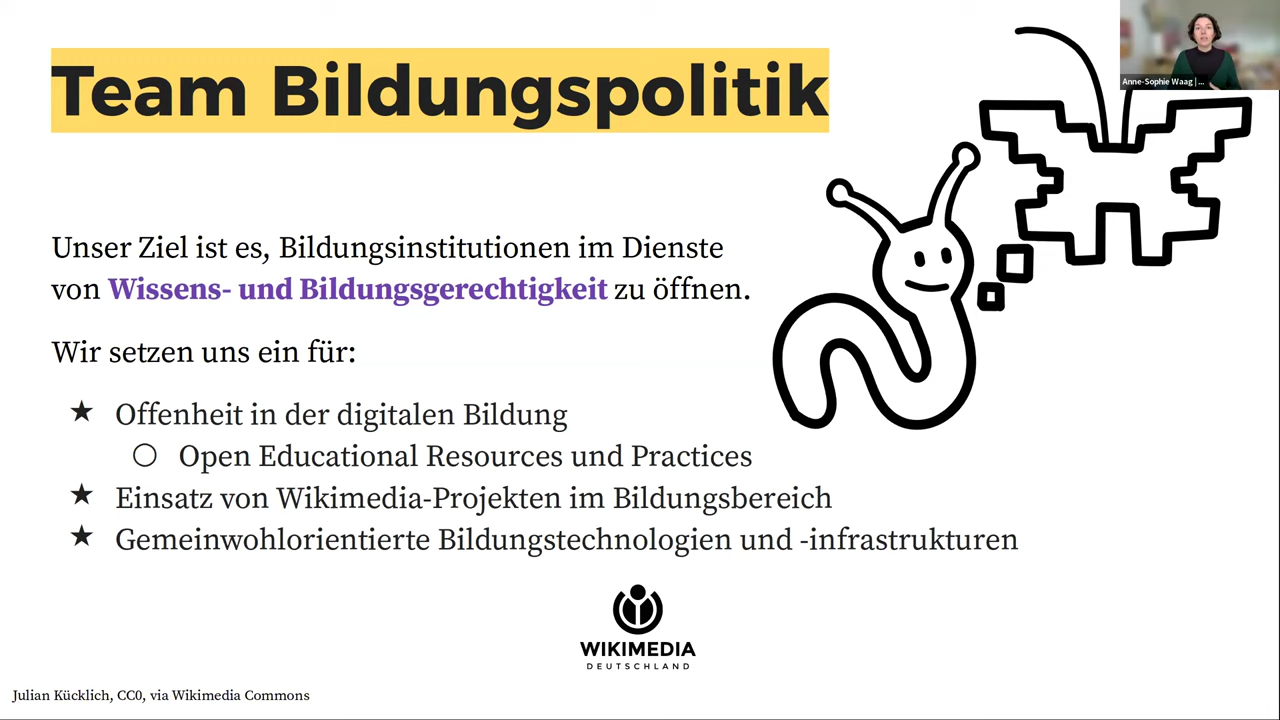 Team Bildungspolitik
Anne-Sophie Waag | ...
Unser Ziel ist es, Bildungsinstitutionen im Dienste
von Wissens- und Bildungsgerechtigkeit zu öffnen.
Wir setzen uns ein für:
★ Offenheit in der digitalen Bildung
○ Open Educational Resources und Practices
★ Einsatz von Wikimedia-Projekten im Bildungsbereich
★ Gemeinwohlorientierte Bildungstechnologien und -infrastrukturen
WIKIMEDIA
DEUTSCHLAND
Julian Kücklich, CC0, via Wikimedia Commons